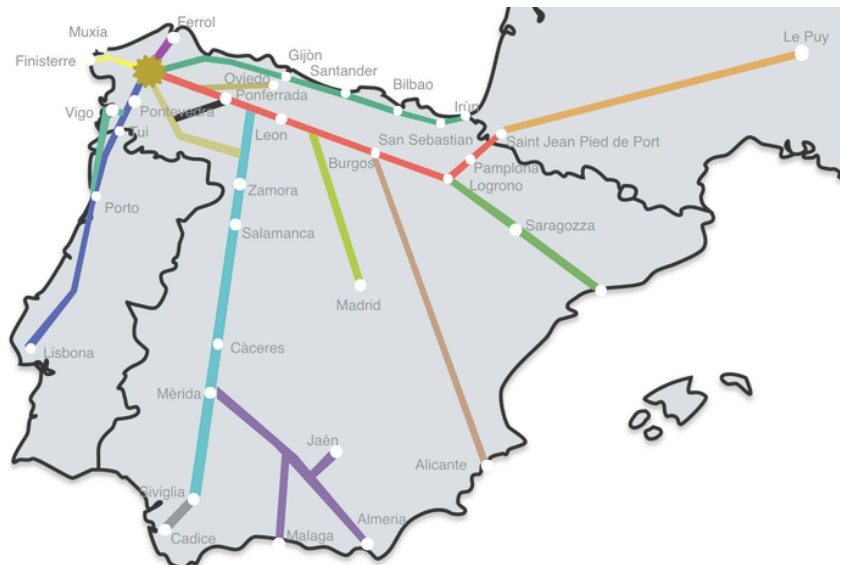 Ferrol
Muxia
Le Puy
Finisterre
Gijòn
Santander
Oviedo
Bilbao
Ponferrada
Irùn
Vigo
Pontevedra
Tui
Leon
San Sebastian
Saint Jean Pied de Port
Burgos
Pamplona
Logrono
Zamora
Porto
Saragozza
Salamanca
Madrid
Lisbona
Càceres
Mèrida
Jaén
Alicante
Siviglia
Almeria
Cadice
Malaga